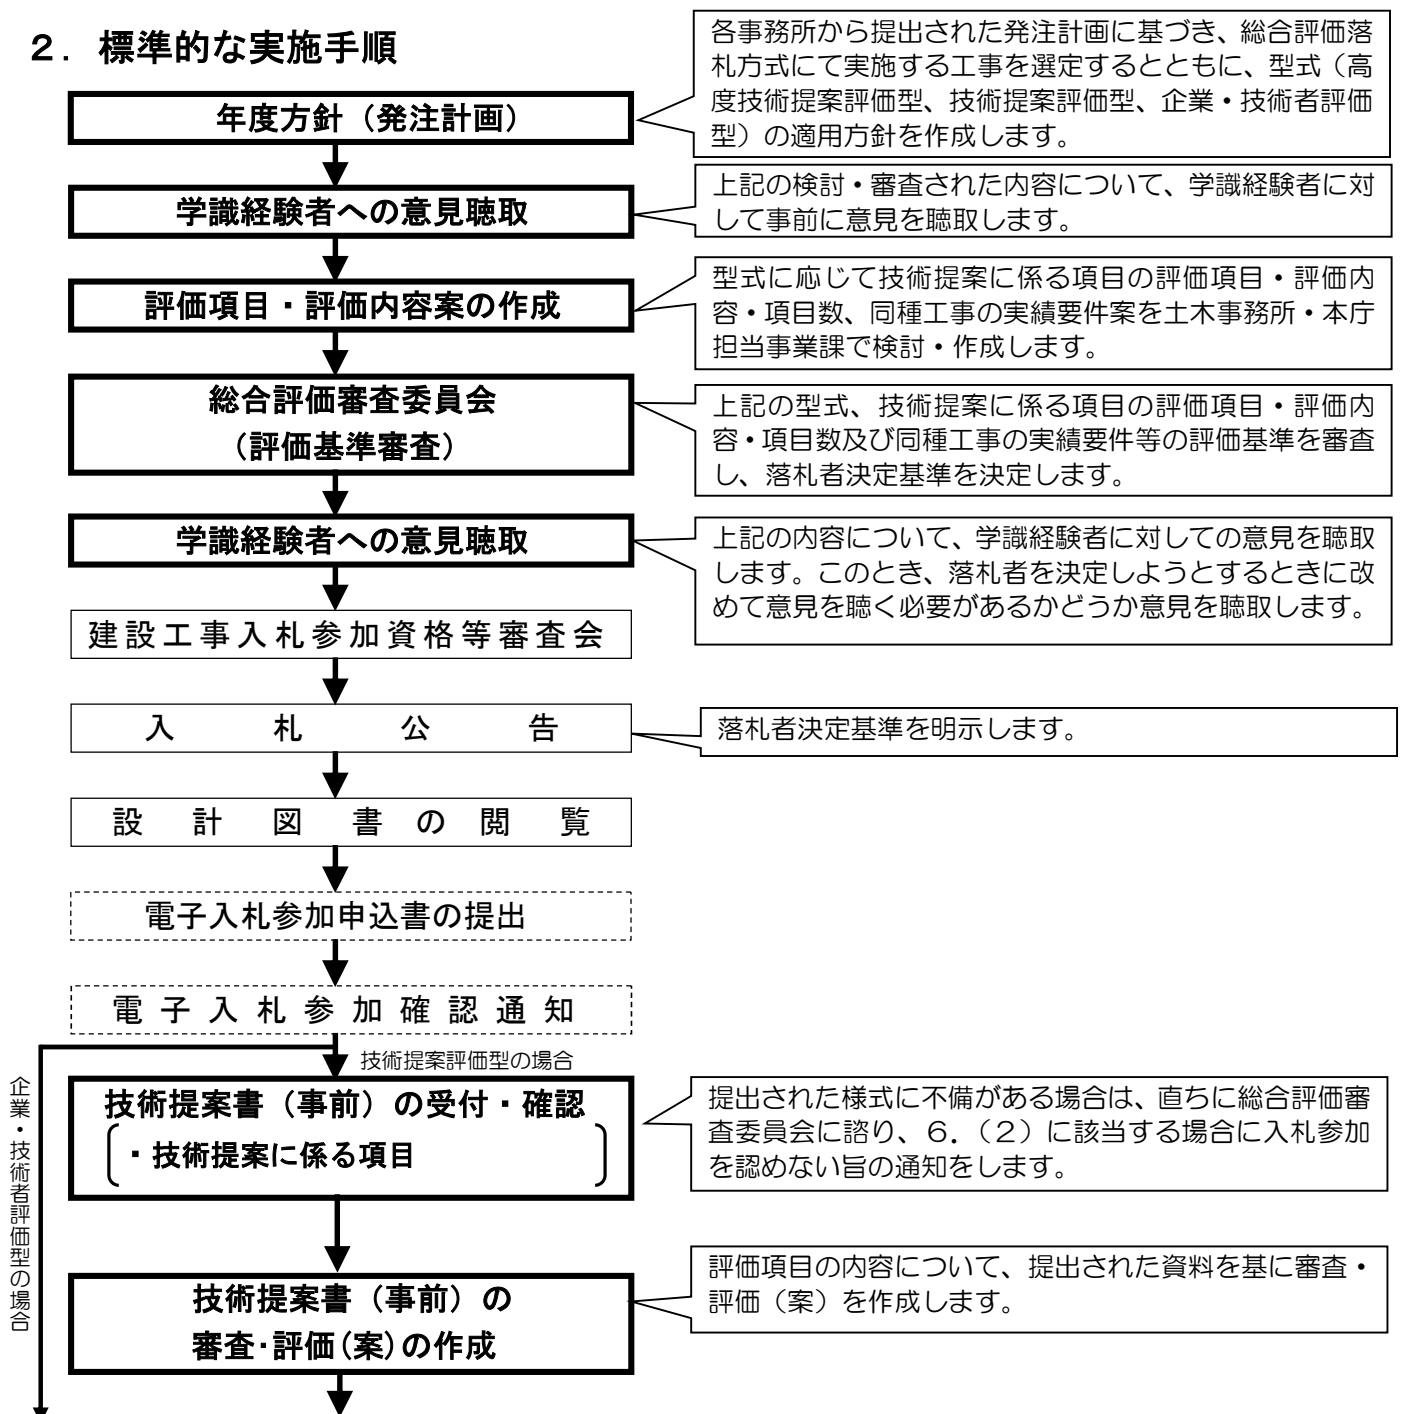 ２．標準的な実施手順
各事務所から提出された発注計画に基づき、総合評価落
札方式にて実施する工事を選定するとともに、型式（高
度技術提案評価型、技術提案評価型、企業・技術者評価
型）の適用方針を作成します。
年度方針（発注計画）
学識経験者への意見聴取
上記の検討・審査された内容について、学識経験者に対
して事前に意見を聴取します。
評価項目・評価内容案の作成
型式に応じて技術提案に係る項目の評価項目・評価内
容・項目数、同種工事の実績要件案を土木事務所・本庁
担当事業課で検討・作成します。
総合評価審査委員会
（評価基準審査）
上記の型式、技術提案に係る項目の評価項目・評価内
容・項目数及び同種工事の実績要件等の評価基準を審査
し、落札者決定基準を決定します。
学識経験者への意見聴取
上記の内容について、学識経験者に対しての意見を聴取
します。このとき、落札者を決定しようとするときに改
めて意見を聴く必要があるかどうか意見を聴取します。
建設工事入札参加資格等審査会
入札公告
落札者決定基準を明示します。
設計図書の閲覧
電子入札参加申込書の提出
電子入札参加確認通知
技術提案評価型の場合
企業・技術者評価型の場合
技術提案書（事前）の受付・確認
・技術提案に係る項目
提出された様式に不備がある場合は、直ちに総合評価審
査委員会に諮り、６．（２）に該当する場合に入札参加
を認めない旨の通知をします。
技術提案書（事前）の
審査・評価(案)の作成
評価項目の内容について、提出された資料を基に審査・
評価（案）を作成します。